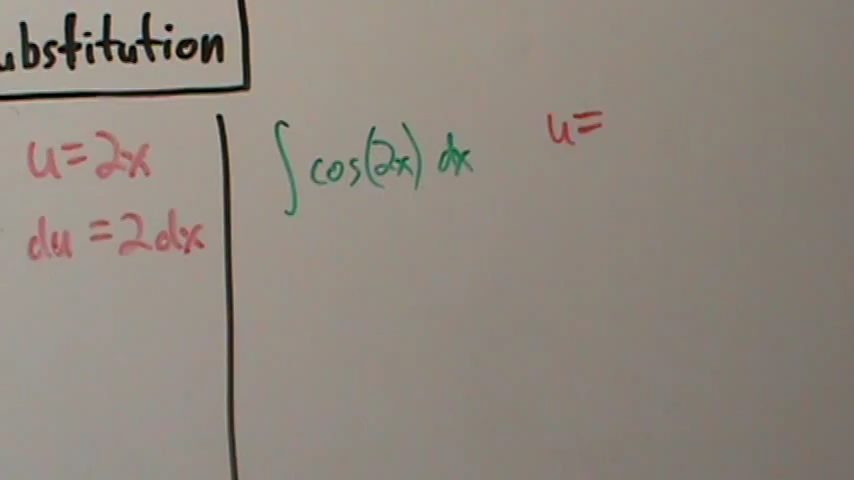 ubstitution
u=2x
du=2dx
∫cos(2x) dx
u=